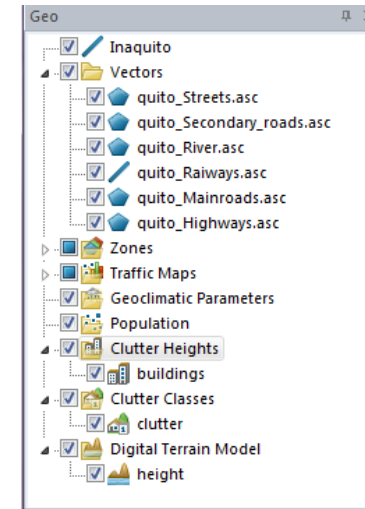 Geo
Inaquito
Vectors
quito_Streets.asc
quito_Secondary_roads.asc
quito_River.asc
quito_Raiways.asc
quito_Mainroads.asc
quito_Highways.asc
Zones
Traffic Maps
Geoclimatic Parameters
Population
Clutter Heights
buildings
Clutter Classes
clutter
Digital Terrain Model
height